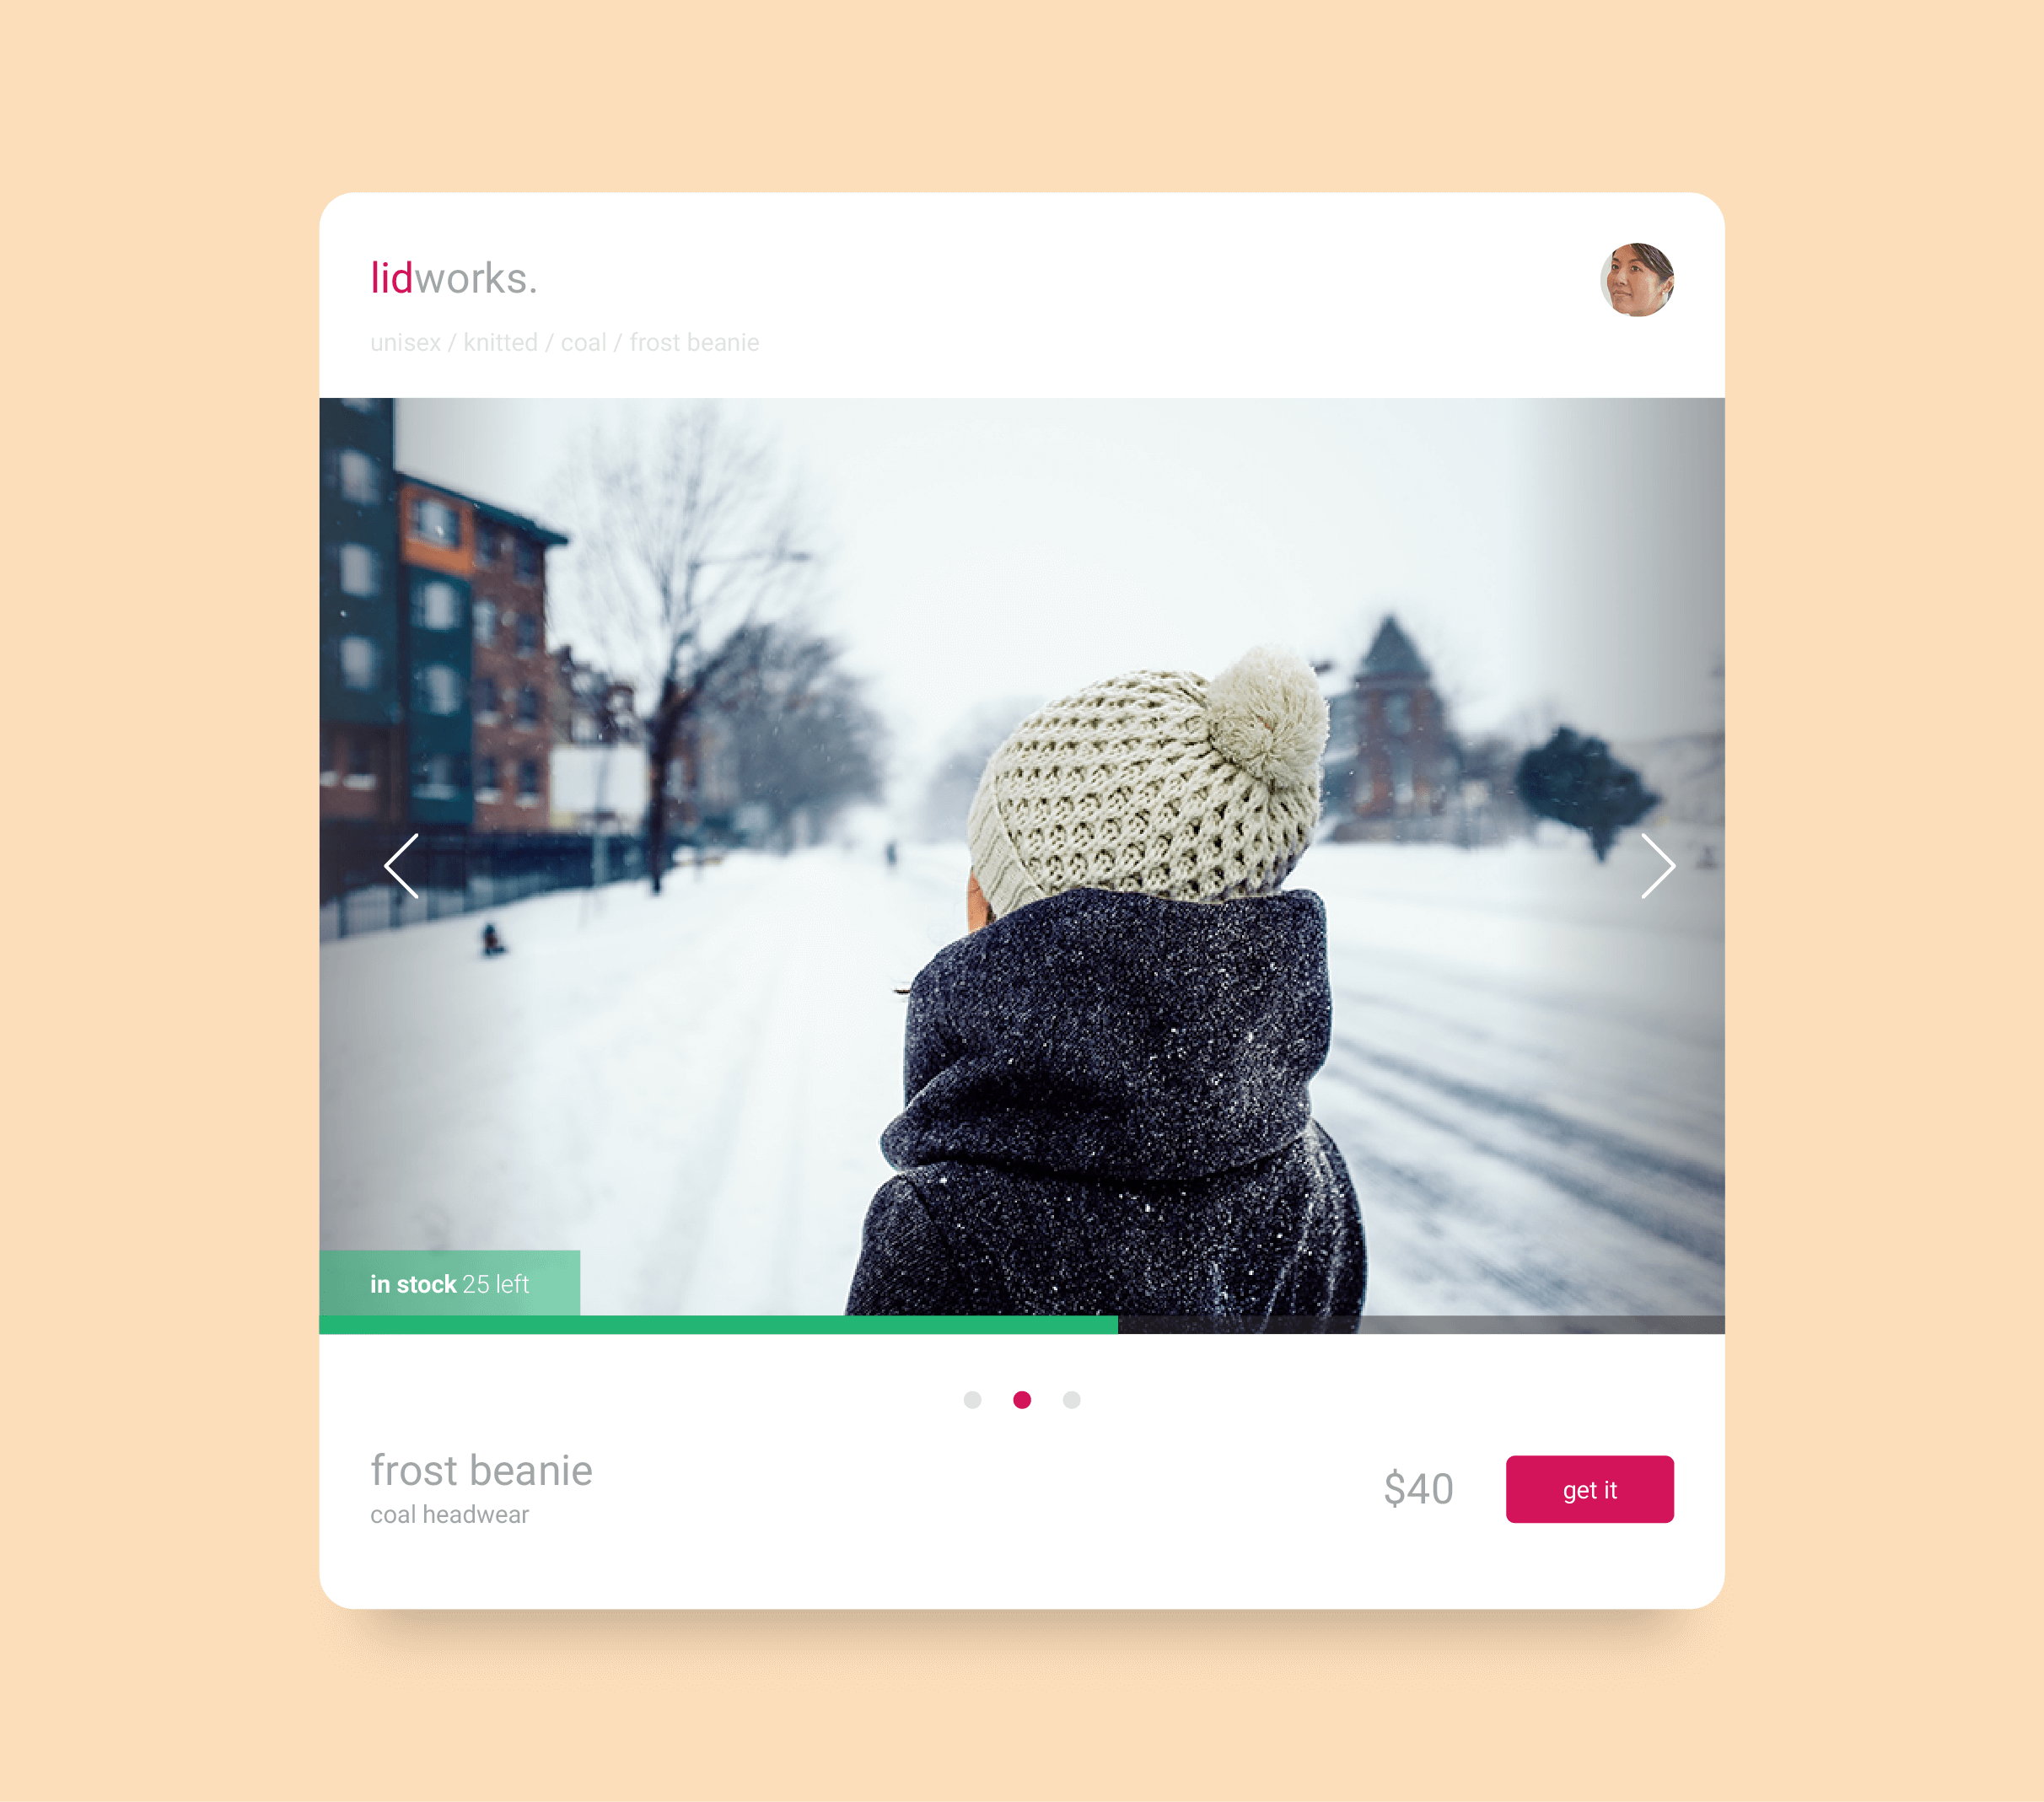 lidworks.
unisex / knitted / coal / frost beanie
in stock 25 left
frost beanie
coal headwear
$40
get it